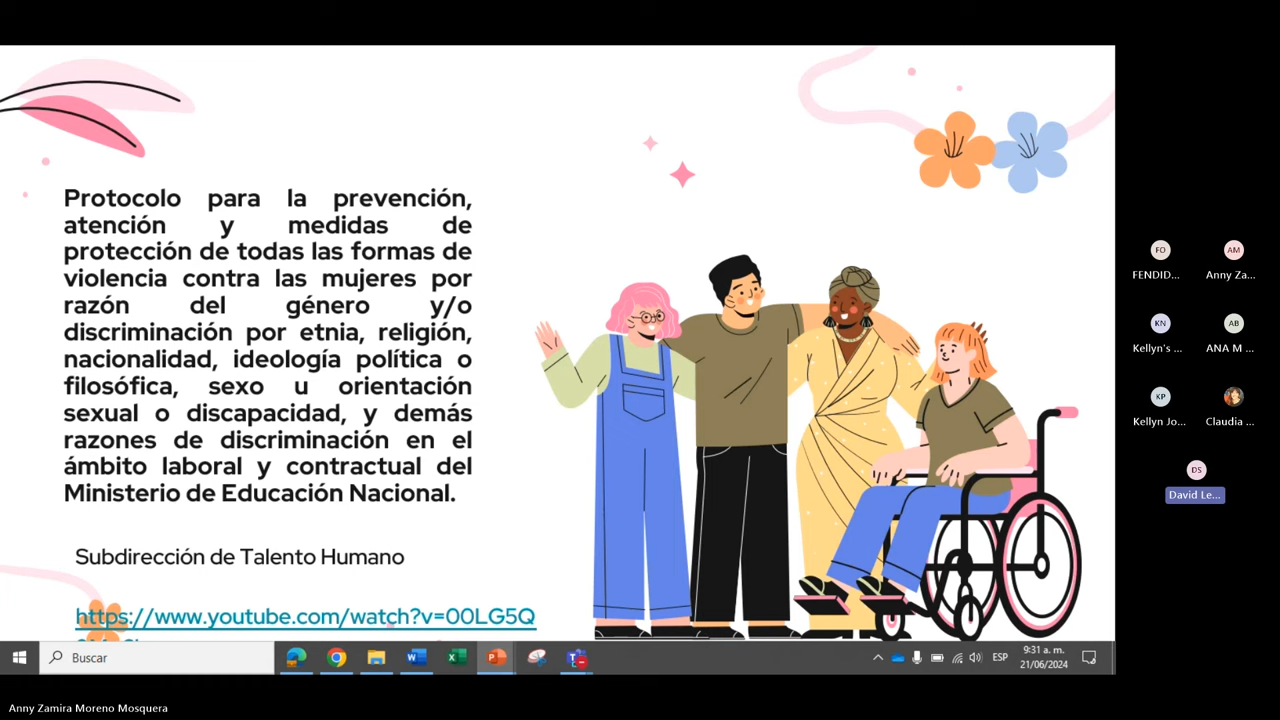 Protocolo para la prevención,
atención y medidas de
protección de todas las formas de
violencia contra las mujeres por
razón del género y/o
discriminación por etnia, religión,
nacionalidad, ideología política o
filosófica, sexo u orientación
sexual o discapacidad, y demás
razones de discriminación en el
ámbito laboral y contractual del
Ministerio de Educación Nacional.
Subdirección de Talento Humano
https://www.youtube.com/watch?v=00LG5Q
FO
FENDID...
AM
Anny Za...
KN
Kellyn's ...
AB
ANA M ...
KP
Kellyn Jo...
Claudia ...
DS
David Le...
Buscar
ESP
9:31 a. m.
21/06/2024
Anny Zamira Moreno Mosquera